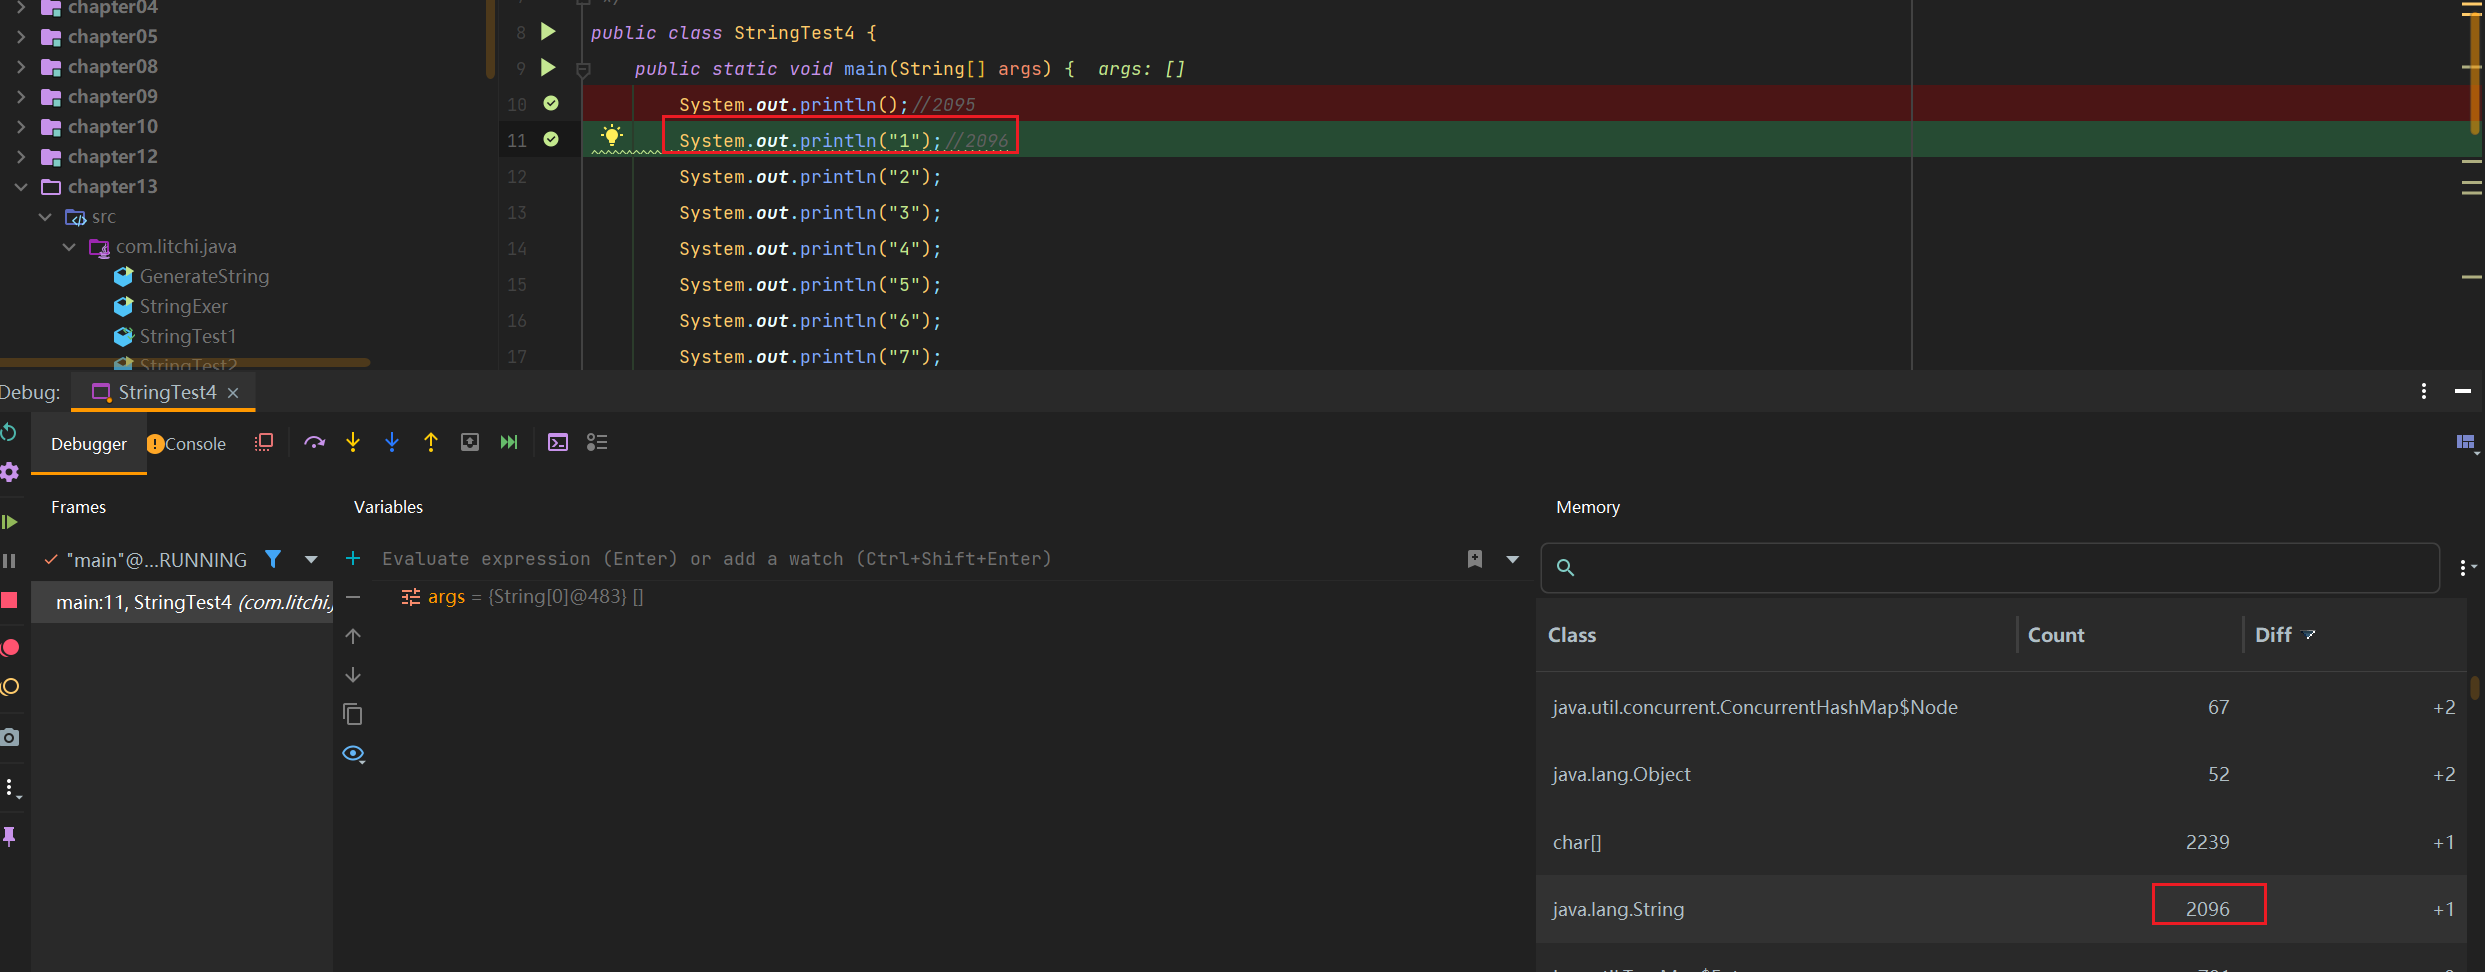 chapter04
chapter05
chapter08
chapter09
chapter10
chapter12
chapter13
src
com.litchi.java
GenerateString
StringExer
StringTest1
StringTest2
8 public class StringTest4 {
9 public static void main(String[] args) { args: []
10 System.out.println();//2095
11 System.out.println("1");//2096
12 System.out.println("2");
13 System.out.println("3");
14 System.out.println("4");
15 System.out.println("5");
16 System.out.println("6");
17 System.out.println("7");
Debug: StringTest4
Debugger Console
Frames Variables Memory
"main"@...RUNNING
Evaluate expression (Enter) or add a watch (Ctrl+Shift+Enter)
main:11, StringTest4 (com.litchi.
args = {String[0]@483} []
Class Count Diff
java.util.concurrent.ConcurrentHashMap$Node 67 +2
java.lang.Object 52 +2
char[] 2239 +1
java.lang.String 2096 +1